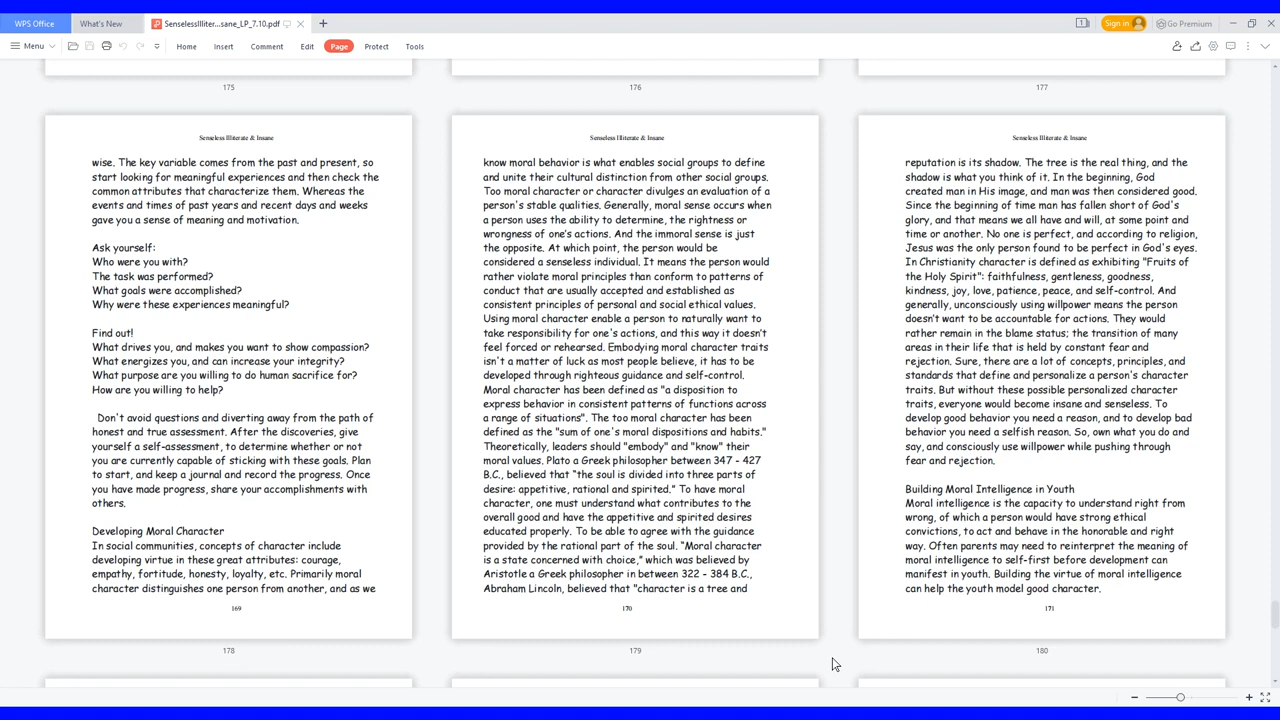 WPS Office
What's New
SenselessIlliter...sane_LP_7.10.pdf
Sign in
Go Premium
Menu
Home
Insert
Comment
Edit
Page
Protect
Tools
175
176
177
Senseless Illiterate & Insane
wise. The key variable comes from the past and present, so
start looking for meaningful experiences and then check the
common attributes that characterize them. Whereas the
events and times of past years and recent days and weeks
gave you a sense of meaning and motivation.
Ask yourself:
Who were you with?
The task was performed?
What goals were accomplished?
Why were these experiences meaningful?
Find out!
What drives you, and makes you want to show compassion?
What energizes you, and can increase your integrity?
What purpose are you willing to do human sacrifice for?
How are you willing to help?
Don't avoid questions and diverting away from the path of
honest and true assessment. After the discoveries, give
yourself a self-assessment, to determine whether or not
you are currently capable of sticking with these goals. Plan
to start, and keep a journal and record the progress. Once
you have made progress, share your accomplishments with
others.
Developing Moral Character
In social communities, concepts of character include
developing virtue in these great attributes: courage,
empathy, fortitude, honesty, loyalty, etc. Primarily moral
character distinguishes one person from another, and as we
169
178
Senseless Illiterate & Insane
know moral behavior is what enables social groups to define
and unite their cultural distinction from other social groups.
Too moral character or character divulges an evaluation of a
person's stable qualities. Generally, moral sense occurs when
a person uses the ability to determine, the rightness or
wrongness of one's actions. And the immoral sense is just
the opposite. At which point, the person would be
considered a senseless individual. It means the person would
rather violate moral principles than conform to patterns of
conduct that are usually accepted and established as
consistent principles of personal and social ethical values.
Using moral character enable a person to naturally want to
take responsibility for one's actions, and this way it doesn't
feel forced or rehearsed. Embodying moral character traits
isn't a matter of luck as most people believe, it has to be
developed through righteous guidance and self-control.
Moral character has been defined as "a disposition to
express behavior in consistent patterns of functions across
a range of situations". The too moral character has been
defined as the "sum of one's moral dispositions and habits."
Theoretically, leaders should "embody" and "know" their
moral values. Plato a Greek philosopher between 347 - 427
B.C., believed that "the soul is divided into three parts of
desire: appetitive, rational and spirited." To have moral
character, one must understand what contributes to the
overall good and have the appetitive and spirited desires
educated properly. To be able to agree with the guidance
provided by the rational part of the soul. "Moral character
is a state concerned with choice," which was believed by
Aristotle a Greek philosopher in between 322 - 384 B.C.,
Abraham Lincoln, believed that "character is a tree and
170
179
Senseless Illiterate & Insane
reputation is its shadow. The tree is the real thing, and the
shadow is what you think of it. In the beginning, God
created man in His image, and man was then considered good.
Since the beginning of time man has fallen short of God's
glory, and that means we all have and will, at some point and
time or another. No one is perfect, and according to religion,
Jesus was the only person found to be perfect in God's eyes.
In Christianity character is defined as exhibiting "Fruits of
the Holy Spirit": faithfulness, gentleness, goodness,
kindness, joy, love, patience, peace, and self-control. And
generally, unconsciously using willpower means the person
doesn't want to be accountable for actions. They would
rather remain in the blame status; the transition of many
areas in their life that is held by constant fear and
rejection. Sure, there are a lot of concepts, principles, and
standards that define and personalize a person's character
traits. But without these possible personalized character
traits, everyone would become insane and senseless. To
develop good behavior you need a reason, and to develop bad
behavior you need a selfish reason. So, own what you do and
say, and consciously use willpower while pushing through
fear and rejection.
Building Moral Intelligence in Youth
Moral intelligence is the capacity to understand right from
wrong, of which a person would have strong ethical
convictions, to act and behave in the honorable and right
way. Often parents may need to reinterpret the meaning of
moral intelligence to self-first before development can
manifest in youth. Building the virtue of moral intelligence
can help the youth model good character.
171
180